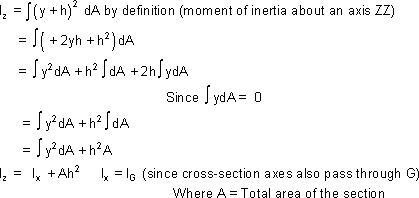 I_z = ∫(y + h)² dA by definition (moment of inertia about an axis ZZ)
= ∫( + 2yh + h²)dA
= ∫y²dA + h² ∫dA + 2h∫ydA
Since ∫ydA = 0
= ∫y²dA + h²∫dA
= ∫y²dA + h²A
I_z = I_x + Ah² I_x = I_G (since cross-section axes also pass through G)
Where A = Total area of the section